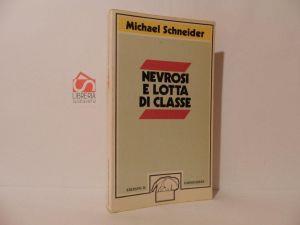 Michael Schneider
NEVROSI
E LOTTA
DI CLASSE
LIBRERIA